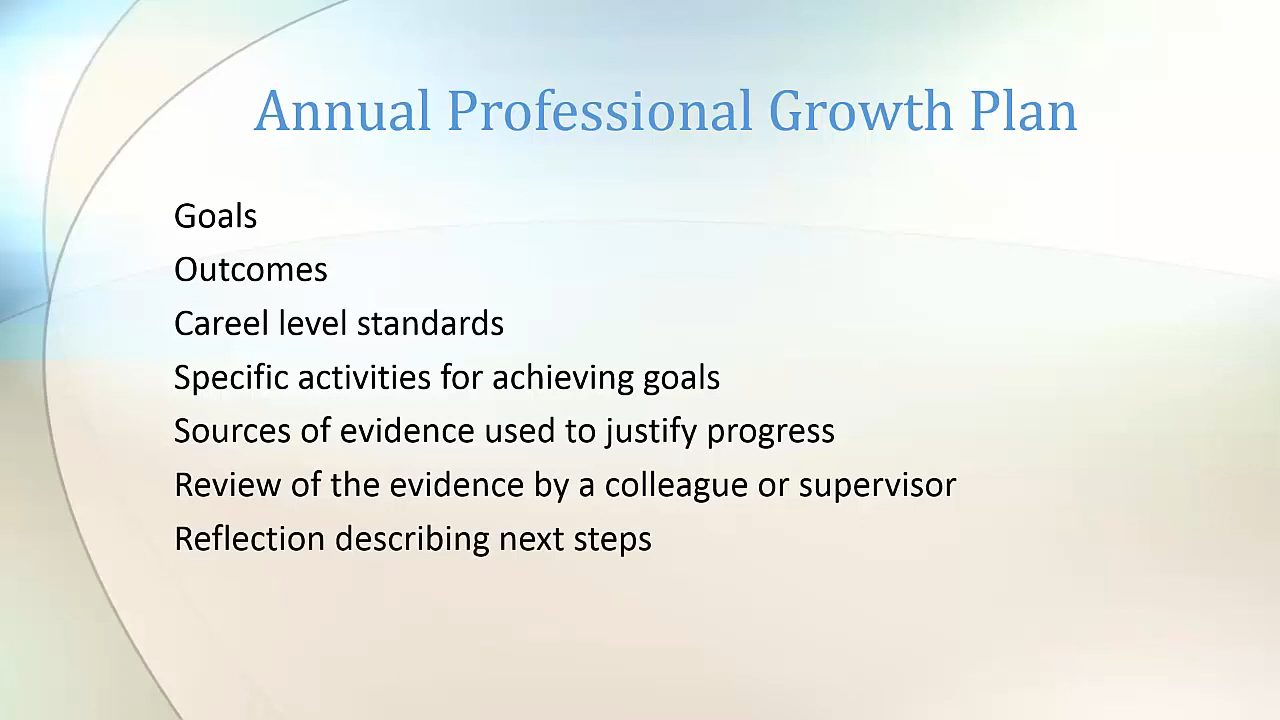 Annual Professional Growth Plan
Goals
Outcomes
Careel level standards
Specific activities for achieving goals
Sources of evidence used to justify progress
Review of the evidence by a colleague or supervisor
Reflection describing next steps